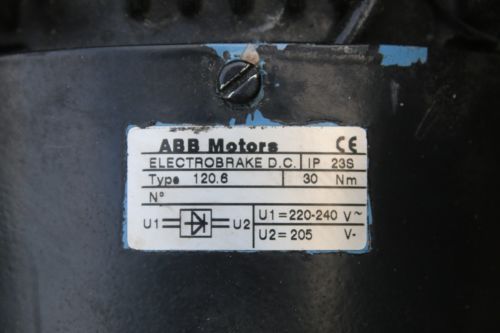 ABB Motors CE
ELECTROBRAKE D.C. IP 23S
Type 120.6 30 Nm
N°
U1 U2 U1=220-240 V~
U2=205 V-